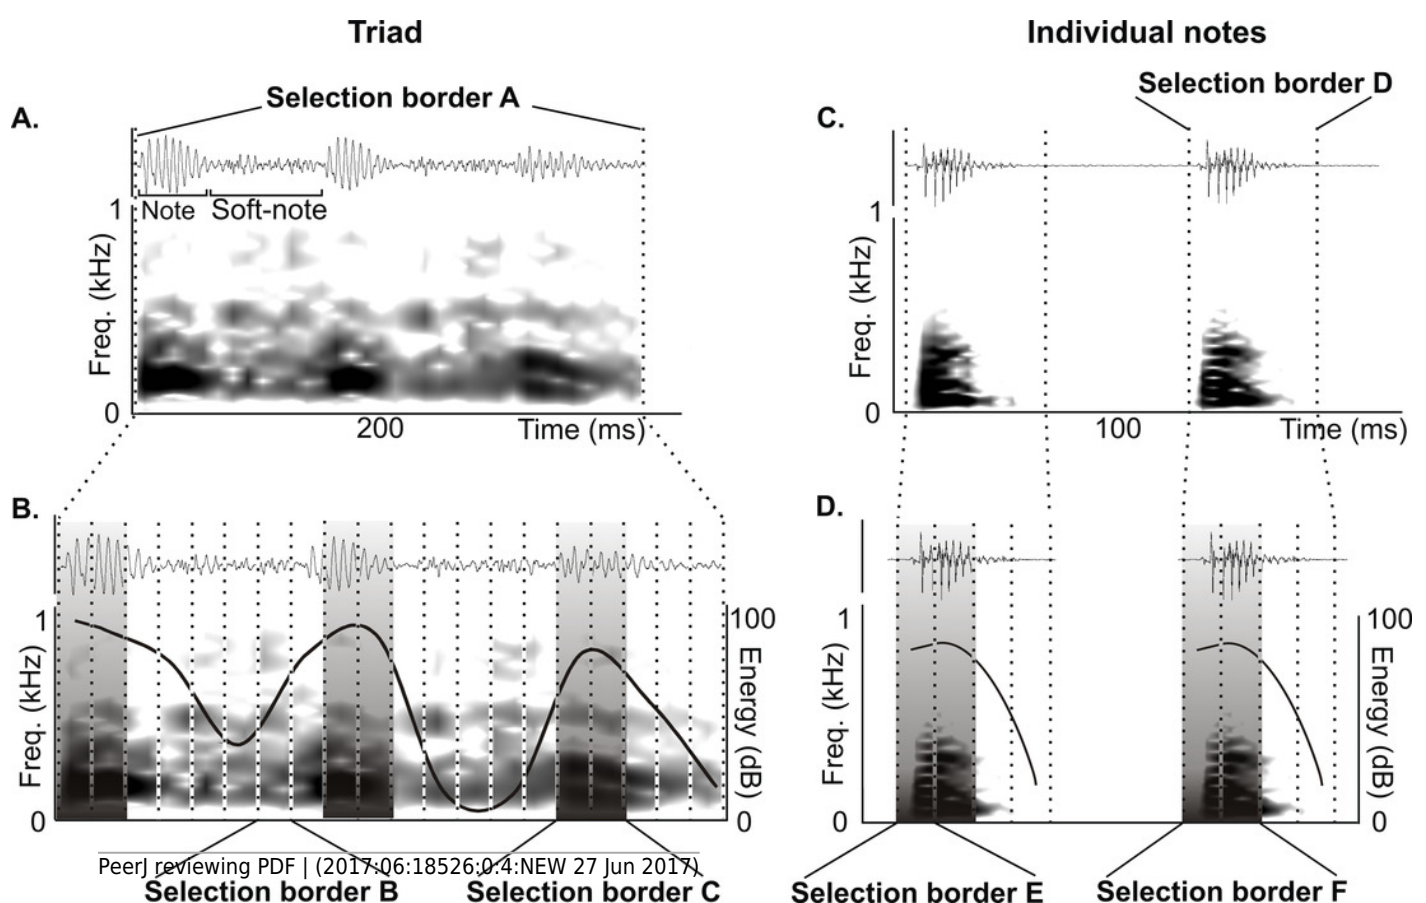 Triad
Individual notes
Selection border A
Selection border D
A.
C.
Note
Soft-note
1
Freq. (kHz)
0
200
Time (ms)
1
Freq. (kHz)
0
100
Time (ms)
B.
D.
1
Freq. (kHz)
0
100
Energy (dB)
0
1
Freq. (kHz)
0
100
Energy (dB)
0
PeerJ reviewing PDF | (2017:06:18526:0:4:NEW 27 Jun 2017)
Selection border B
Selection border C
Selection border E
Selection border F